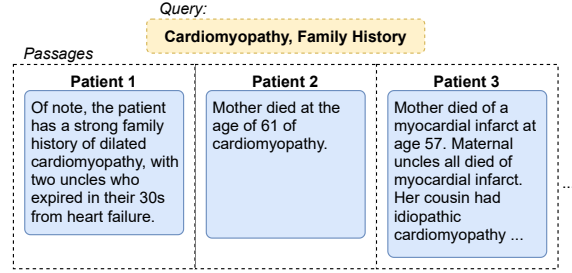 Query:
Cardiomyopathy, Family History
Passages
Patient 1
Of note, the patient
has a strong family
history of dilated
cardiomyopathy, with
two uncles who
expired in their 30s
from heart failure.
Patient 2
Mother died at the
age of 61 of
cardiomyopathy.
Patient 3
Mother died of a
myocardial infarct at
age 57. Maternal
uncles all died of
myocardial infarct.
Her cousin had
idiopathic
cardiomyopathy ...
..